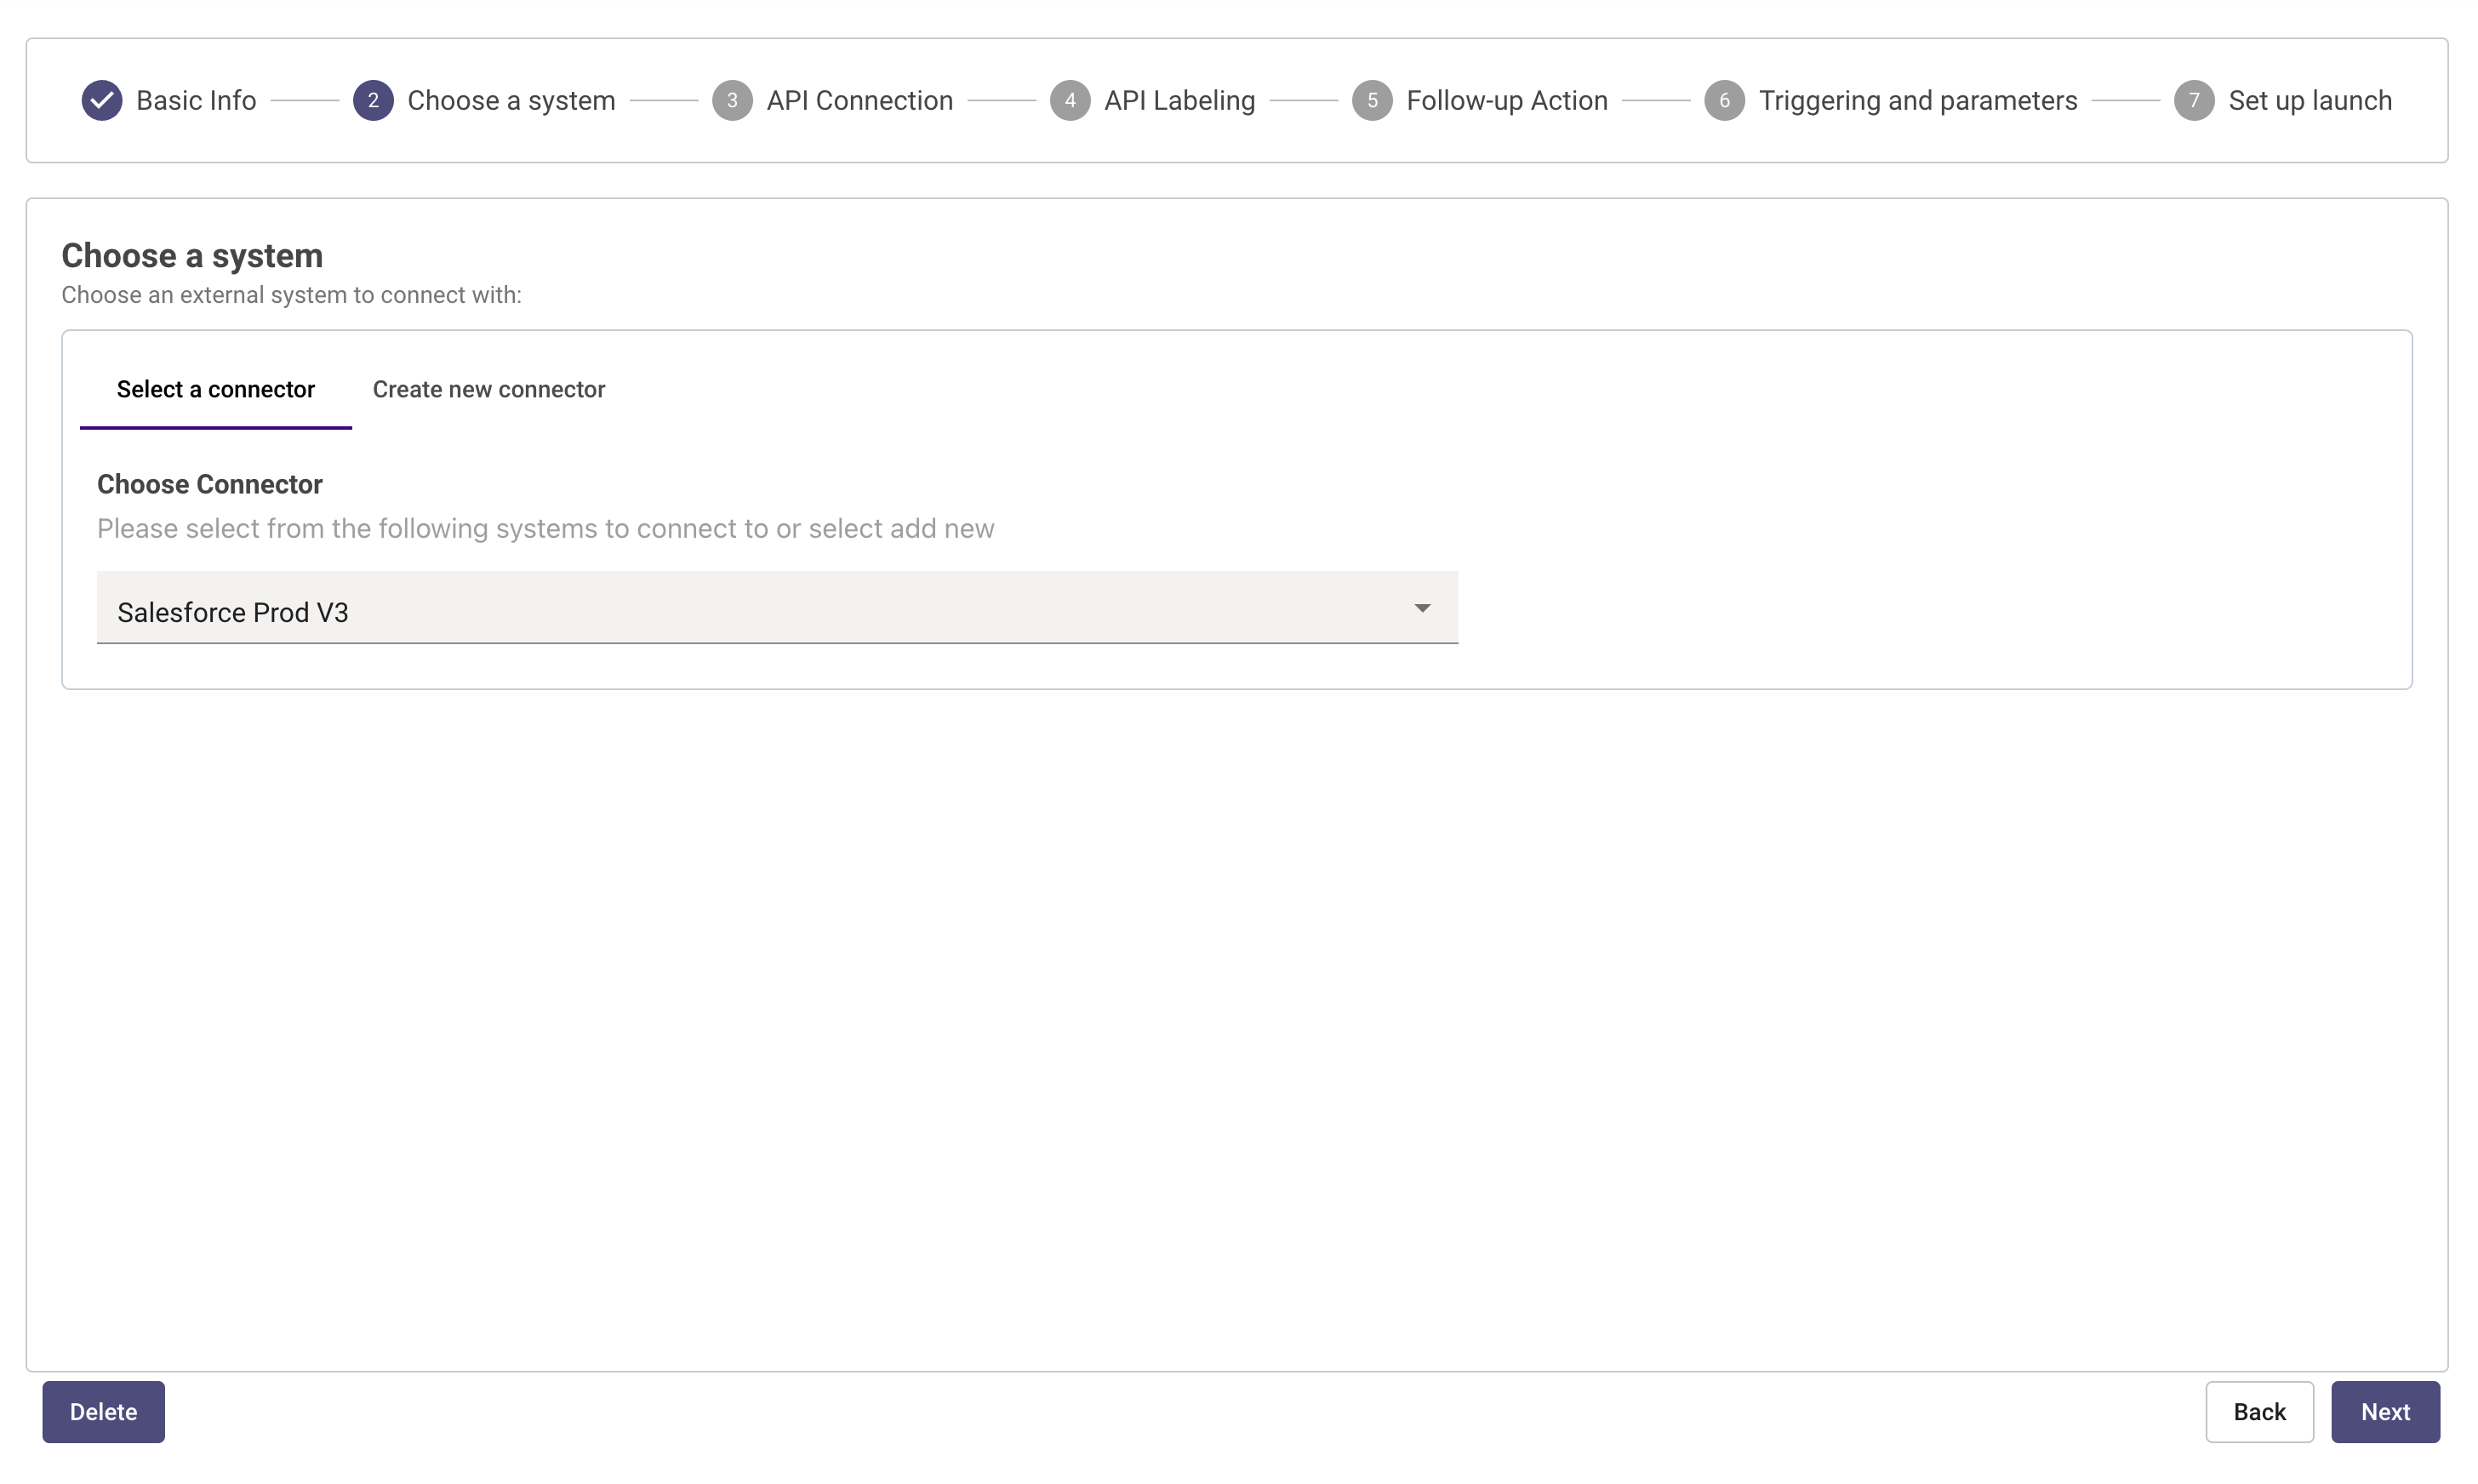 Basic Info 2 Choose a system 3 API Connection 4 API Labeling 5 Follow-up Action 6 Triggering and parameters 7 Set up launch
Choose a system
Choose an external system to connect with:
Select a connector Create new connector
Choose Connector
Please select from the following systems to connect to or select add new
Salesforce Prod V3
Delete Back Next